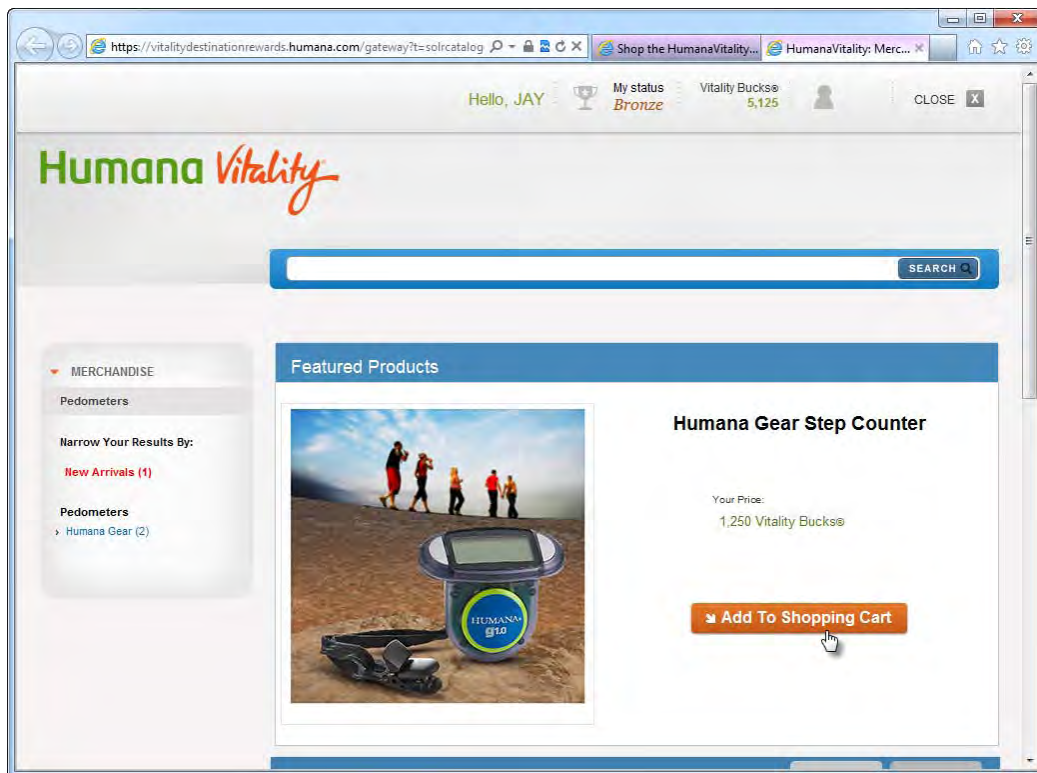 https://vitalitydestinationrewards.humana.com/gateway?t=solrcatalog
Shop the HumanaVitality...
HumanaVitality: Merc...
Hello, JAY
My status
Bronze
Vitality Bucks®
5,125
CLOSE X
Humana Vitality
SEARCH
MERCHANDISE
Pedometers
Narrow Your Results By:
New Arrivals (1)
Pedometers
Humana Gear (2)
Featured Products
Humana Gear Step Counter
Your Price:
1,250 Vitality Bucks®
HUMANA®
g1.0
Add To Shopping Cart